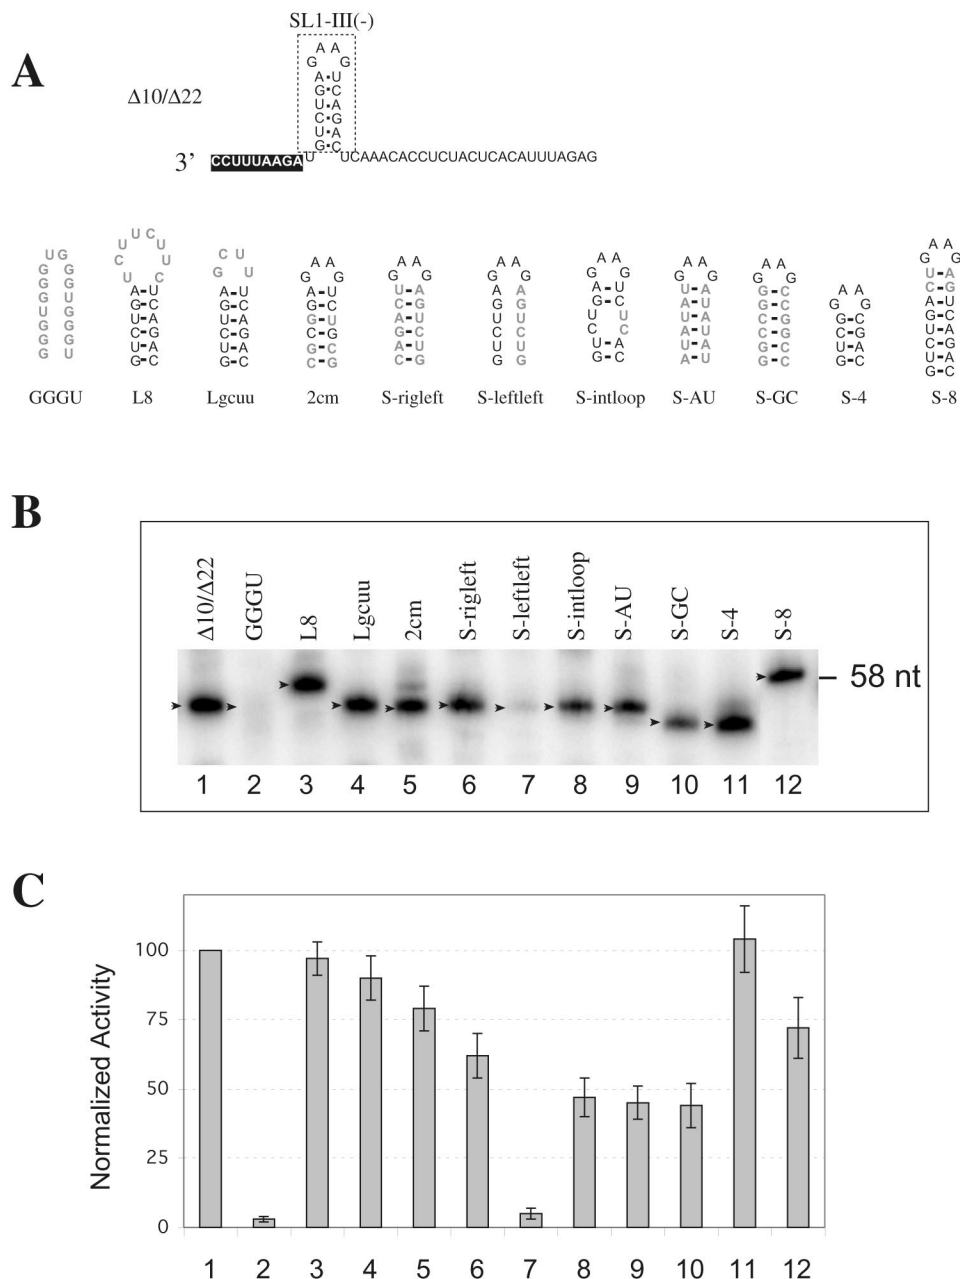 A
SL1-III(-)
Δ10/Δ22
A A
G G
A U
G C
U A
C G
U A
G C
3’ CCUUUAAGA U UCAAACACCUCUACUCACAUUUAGAG
GGGU
L8
Lgcuu
2cm
S-rigleft
S-leftleft
S-intloop
S-AU
S-GC
S-4
S-8
B
Δ10/Δ22
GGGU
L8
Lgcuu
2cm
S-rigleft
S-leftleft
S-intloop
S-AU
S-GC
S-4
S-8
58 nt
1 2 3 4 5 6 7 8 9 10 11 12
C
Normalized Activity
100
75
50
25
0
1 2 3 4 5 6 7 8 9 10 11 12